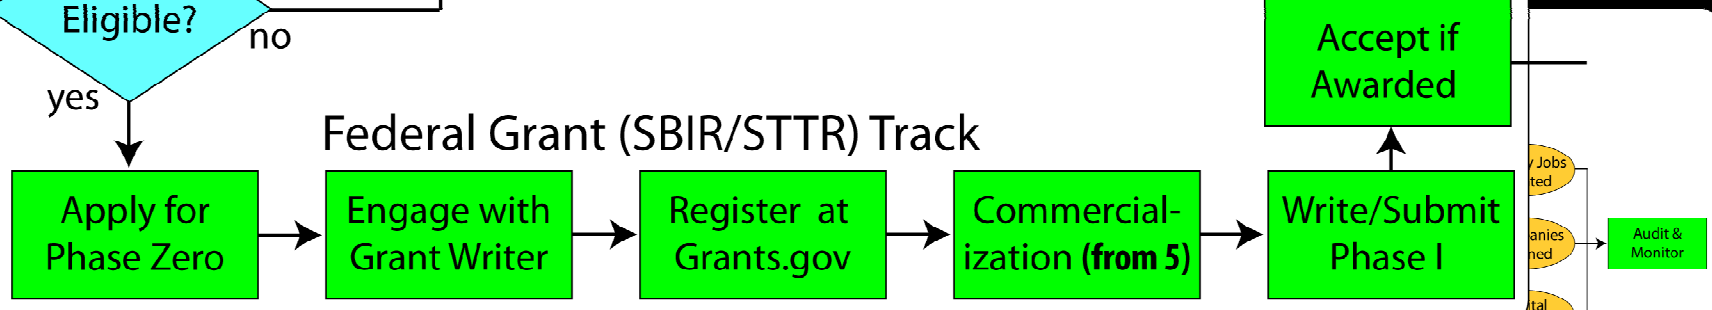 Eligible?
no
yes
Federal Grant (SBIR/STTR) Track
Accept if
Awarded
Apply for
Phase Zero
Engage with
Grant Writer
Register at
Grants.gov
Commercial-
ization (from 5)
Write/Submit
Phase I
Jobs
Audit &
Monitor